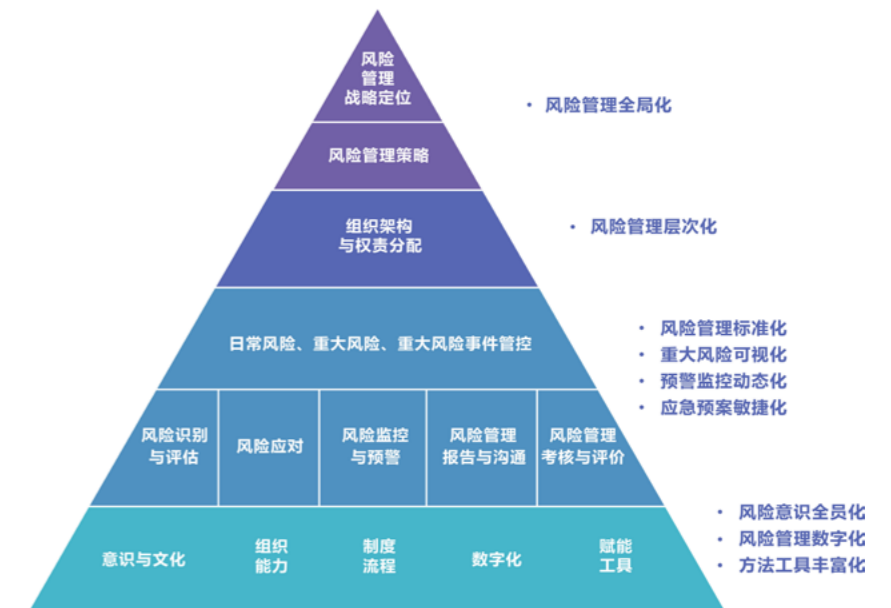 风险
管理
战略定位
• 风险管理全局化
风险管理策略
组织架构
与权责分配
• 风险管理层次化
日常风险、重大风险、重大风险事件管控
• 风险管理标准化
• 重大风险可视化
• 预警监控动态化
• 应急预案敏捷化
风险识别
与评估
风险应对
风险监控
与预警
风险管理
报告与沟通
风险管理
考核与评价
意识与文化
组织
能力
制度
流程
数字化
赋能
工具
• 风险意识全员化
• 风险管理数字化
• 方法工具丰富化